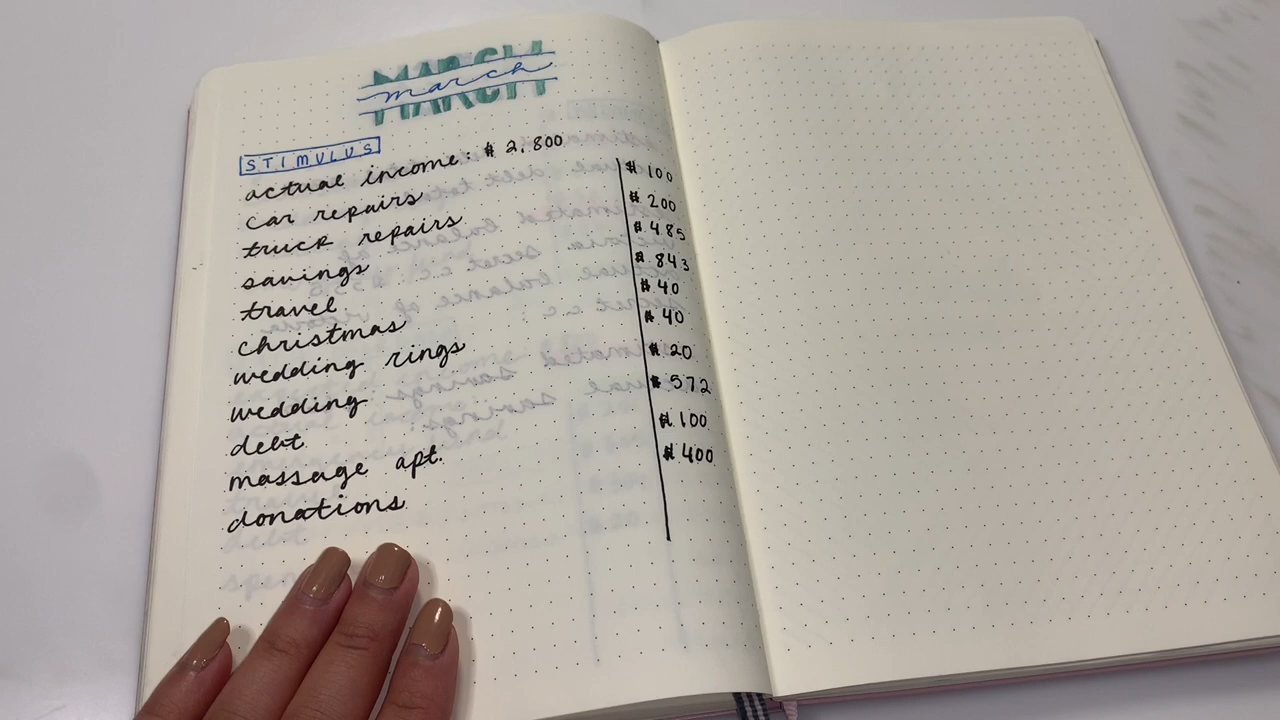 MARCH
march
STIMULUS
actual income: $ 2,800
car repairs $100
truck repairs $200
savings $485
travel $843
christmas $40
wedding rings $40
wedding $20
debt $572
massage apt. $100
donations $400